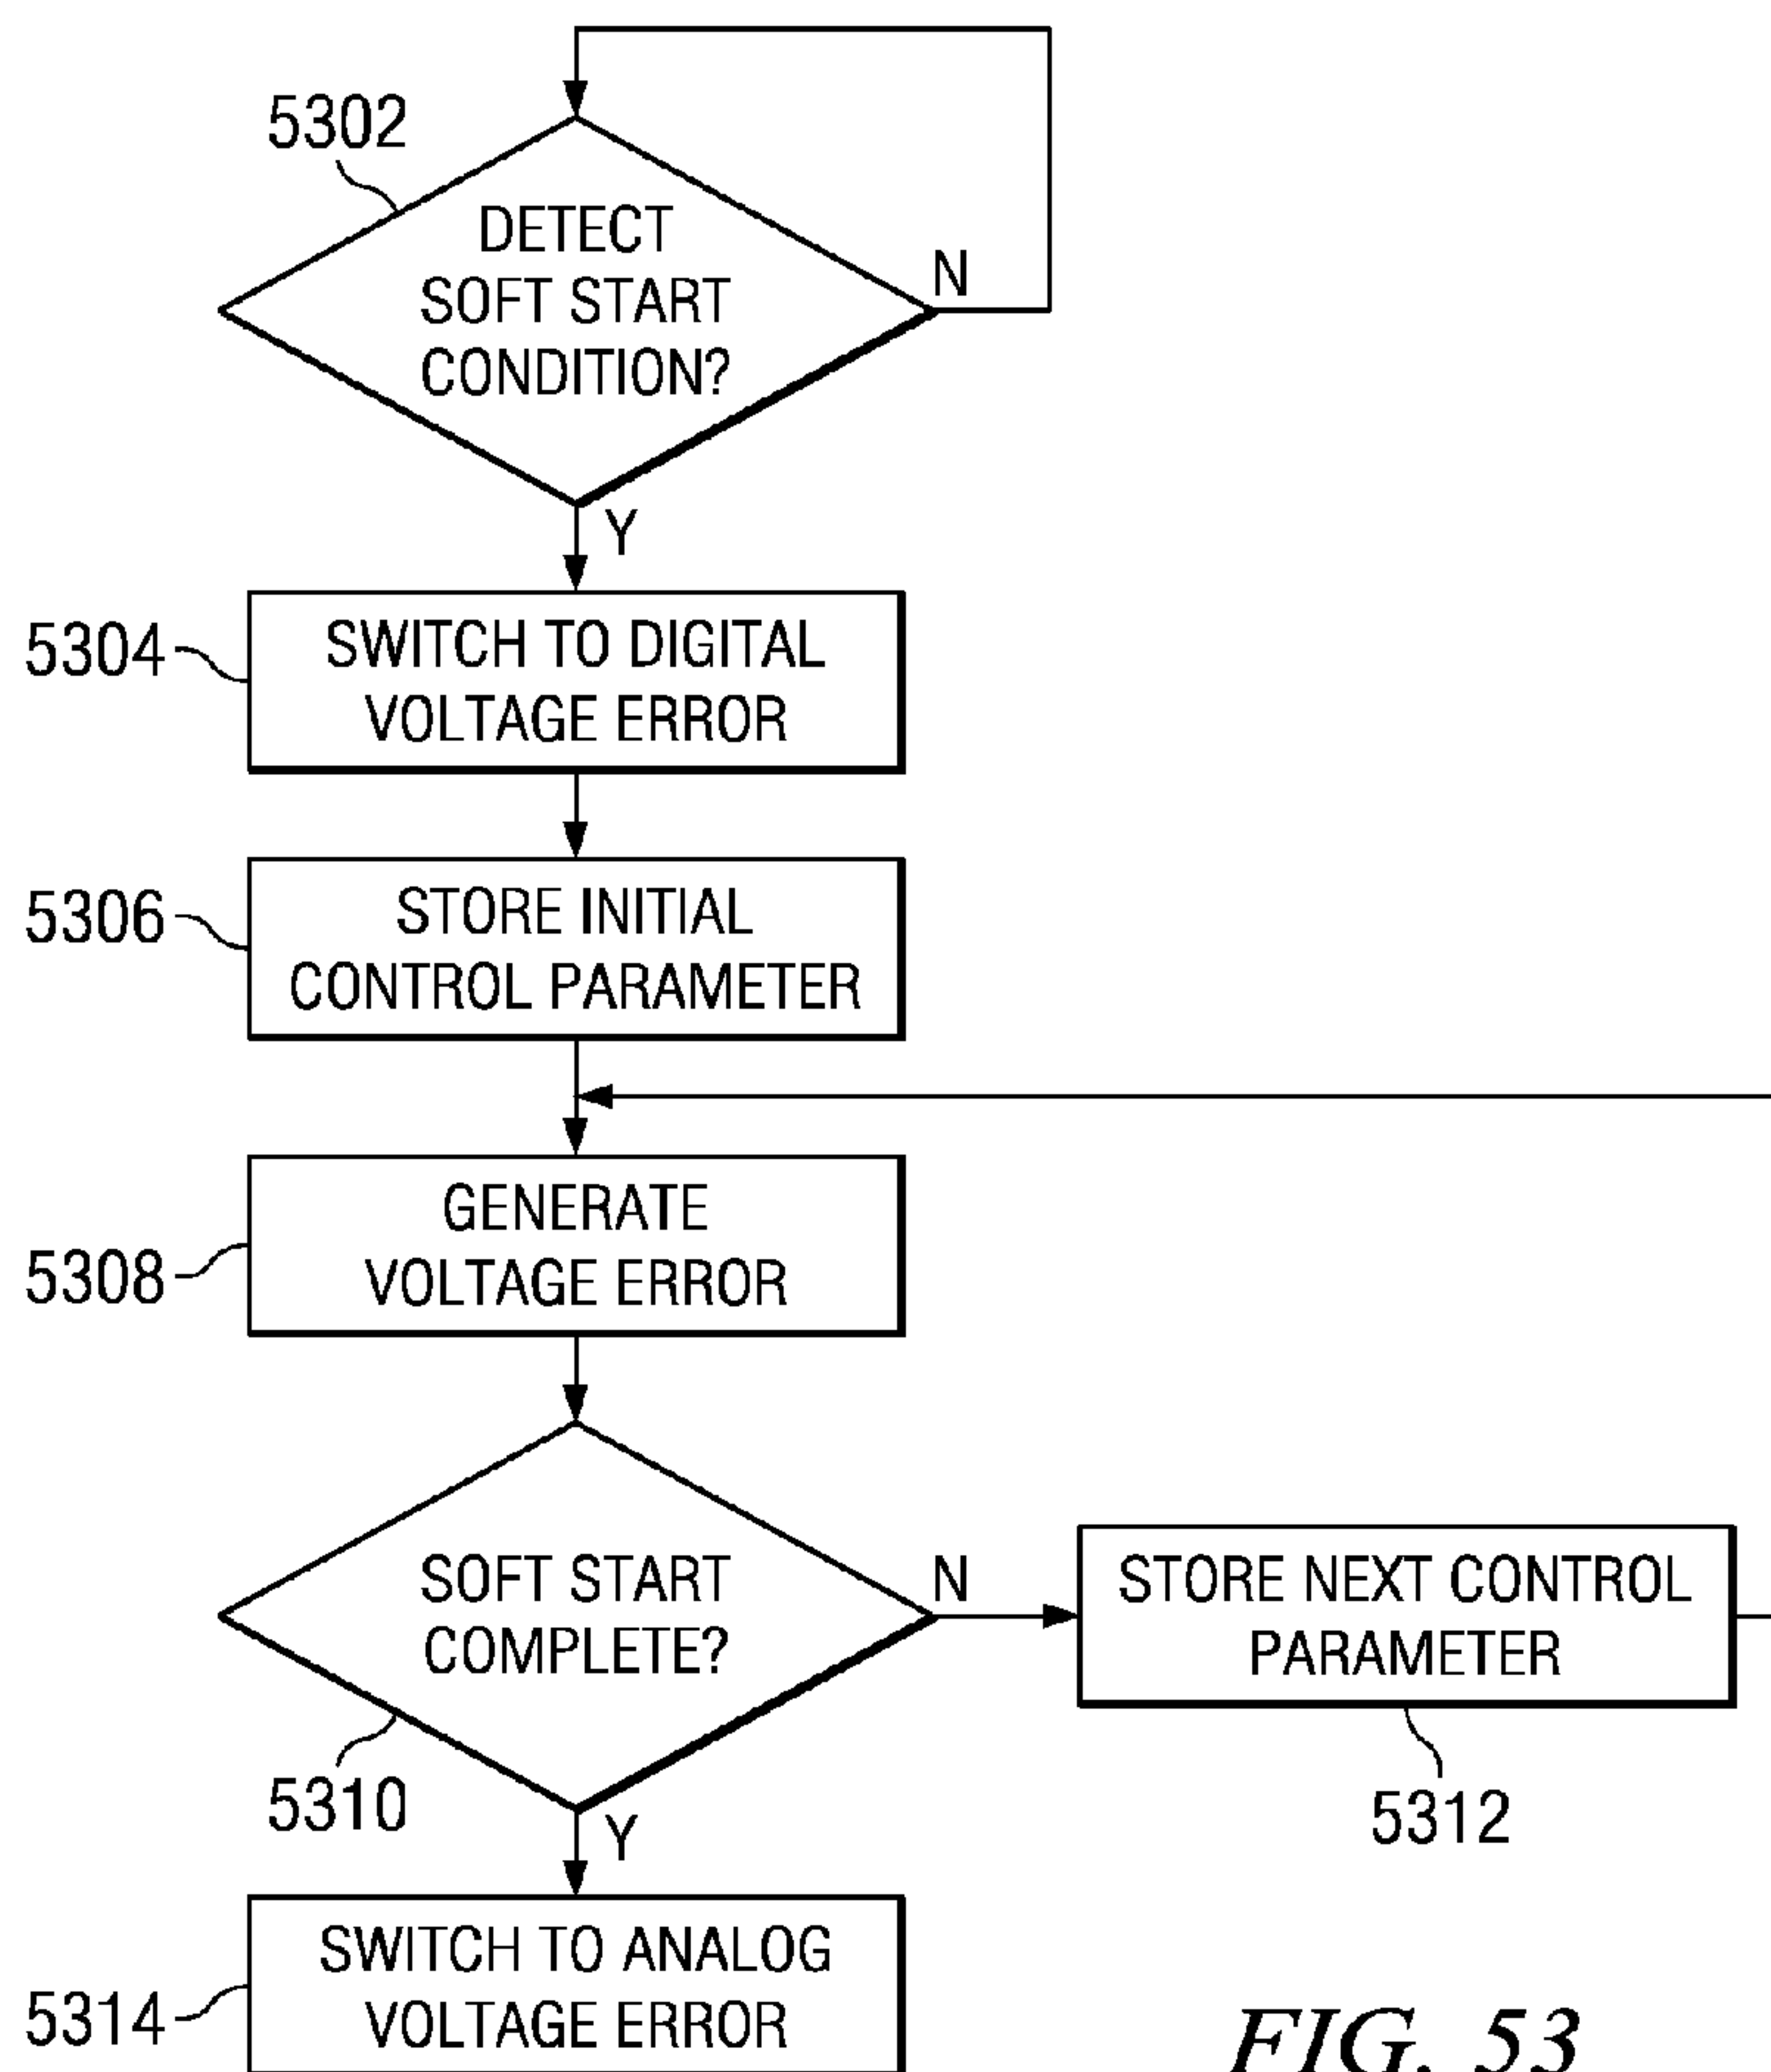 5302
DETECT
SOFT START
CONDITION?
N
Y
5304
SWITCH TO DIGITAL
VOLTAGE ERROR
5306
STORE INITIAL
CONTROL PARAMETER
5308
GENERATE
VOLTAGE ERROR
SOFT START
COMPLETE?
N
STORE NEXT CONTROL
PARAMETER
5310
Y
5312
5314
SWITCH TO ANALOG
VOLTAGE ERROR
FIG. 53